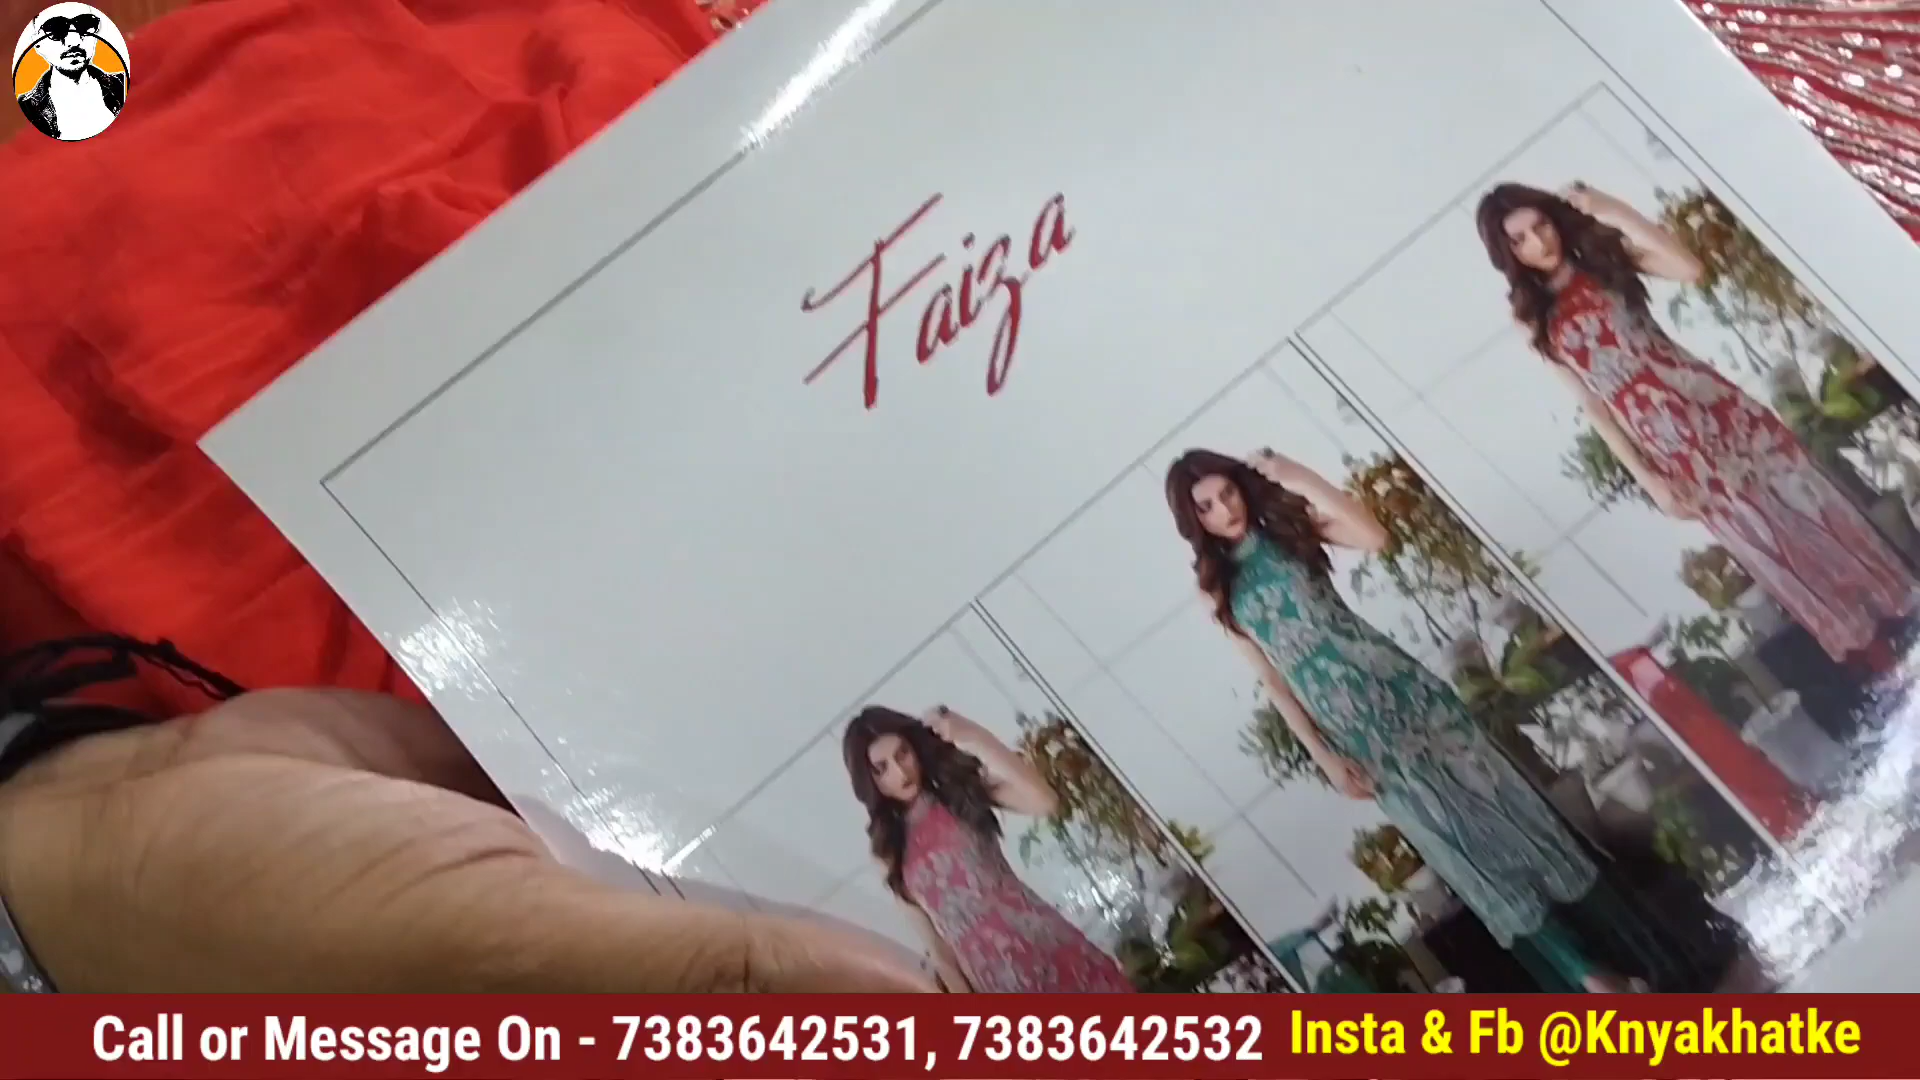 Faiza
Call or Message On - 7383642531, 7383642532 Insta & Fb @Knyakhatke